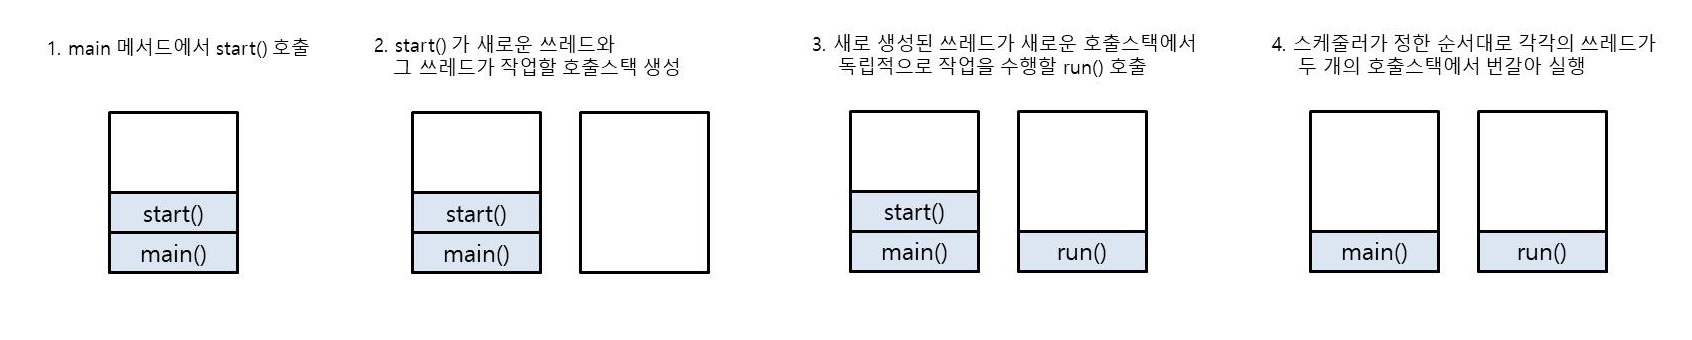 1. main 메서드에서 start() 호출
start()
main()
2. start() 가 새로운 쓰레드와
그 쓰레드가 작업할 호출스택 생성
start()
main()
3. 새로 생성된 쓰레드가 새로운 호출스택에서
독립적으로 작업을 수행할 run() 호출
start()
main()
run()
4. 스케줄러가 정한 순서대로 각각의 쓰레드가
두 개의 호출스택에서 번갈아 실행
main()
run()